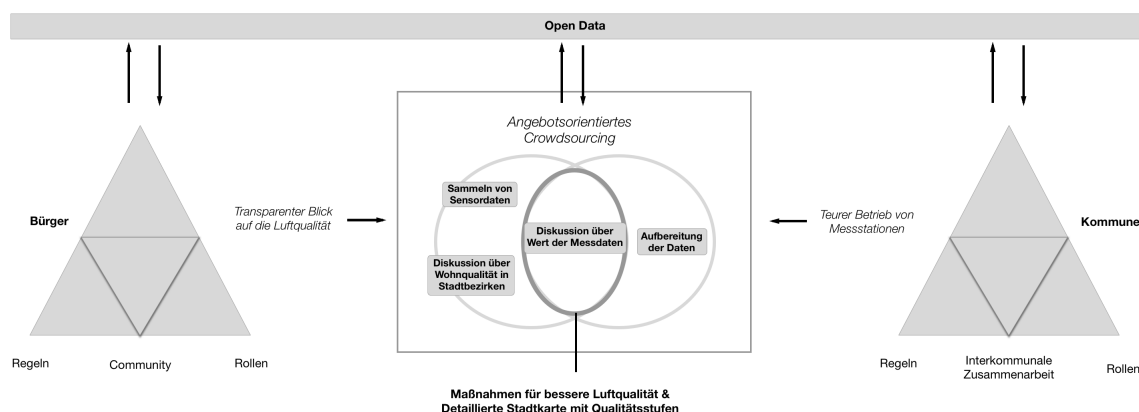 Open Data
Angebotsorientiertes
Crowdsourcing
Bürger
Transparenter Blick
auf die Luftqualität
Sammeln von
Sensordaten
Diskussion über
Wohnqualität in
Stadtbezirken
Diskussion über
Wert der Messdaten
Aufbereitung
der Daten
Teurer Betrieb von
Messstationen
Kommune
Regeln
Community
Rollen
Regeln
Interkommunale
Zusammenarbeit
Rollen
Maßnahmen für bessere Luftqualität &
Detaillierte Stadtkarte mit Qualitätsstufen